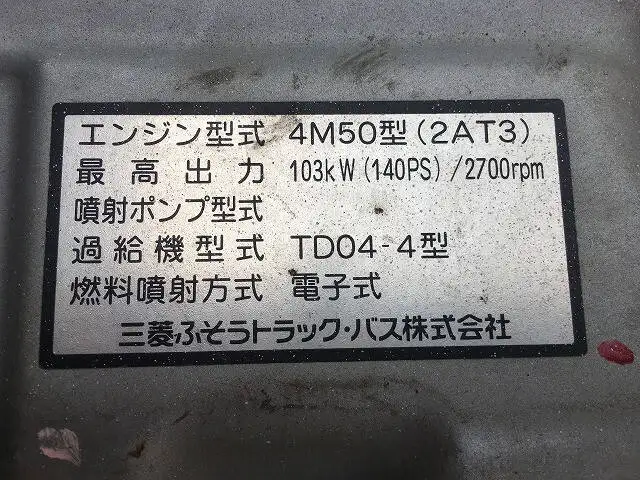 エンジン型式 4M50型(2AT3)
最高出力 103kW(140PS)/2700rpm
噴射ポンプ型式
過給機型式 TD04-4型
燃料噴射方式 電子式
三菱ふそうトラック・バス株式会社